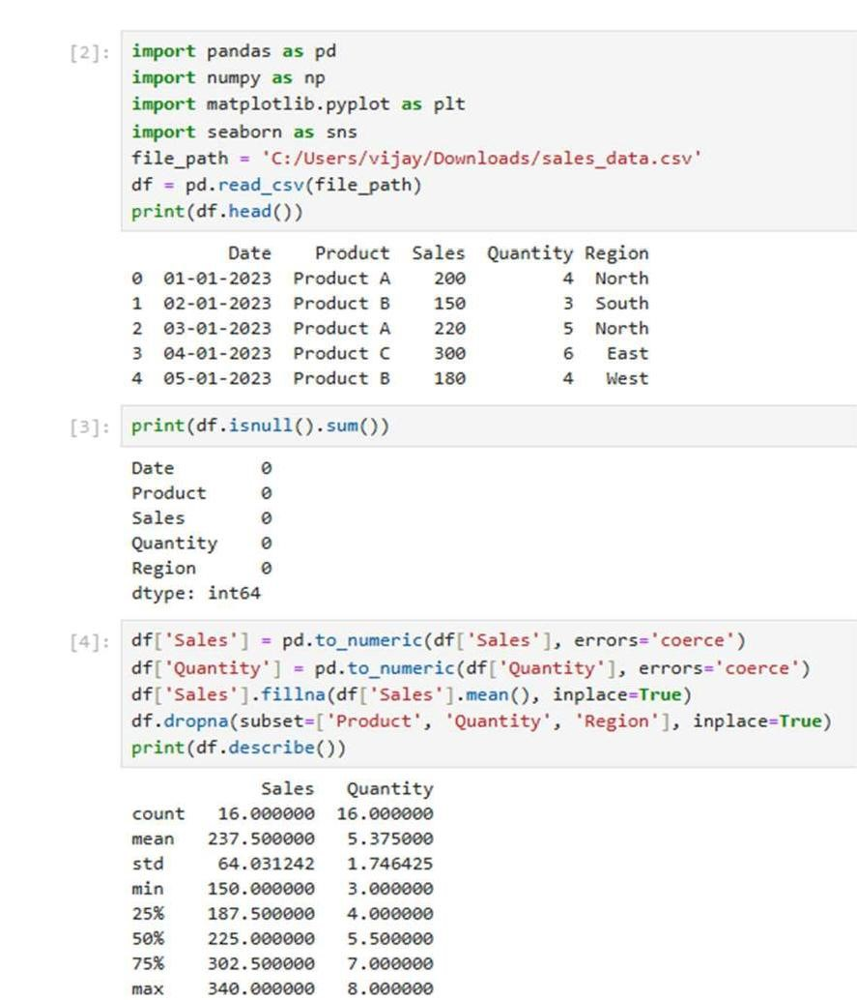 [2]: import pandas as pd
import numpy as np
import matplotlib.pyplot as plt
import seaborn as sns
file_path = 'C:/Users/vijay/Downloads/sales_data.csv'
df = pd.read_csv(file_path)
print(df.head())
Date Product Sales Quantity Region
0 01-01-2023 Product A 200 4 North
1 02-01-2023 Product B 150 3 South
2 03-01-2023 Product A 220 5 North
3 04-01-2023 Product C 300 6 East
4 05-01-2023 Product B 180 4 West
[3]: print(df.isnull().sum())
Date 0
Product 0
Sales 0
Quantity 0
Region 0
dtype: int64
[4]: df['Sales'] = pd.to_numeric(df['Sales'], errors='coerce')
df['Quantity'] = pd.to_numeric(df['Quantity'], errors='coerce')
df['Sales'].fillna(df['Sales'].mean(), inplace=True)
df.dropna(subset=['Product', 'Quantity', 'Region'], inplace=True)
print(df.describe())
Sales Quantity
count 16.000000 16.000000
mean 237.500000 5.375000
std 64.031242 1.746425
min 150.000000 3.000000
25% 187.500000 4.000000
50% 225.000000 5.500000
75% 302.500000 7.000000
max 340.000000 8.000000